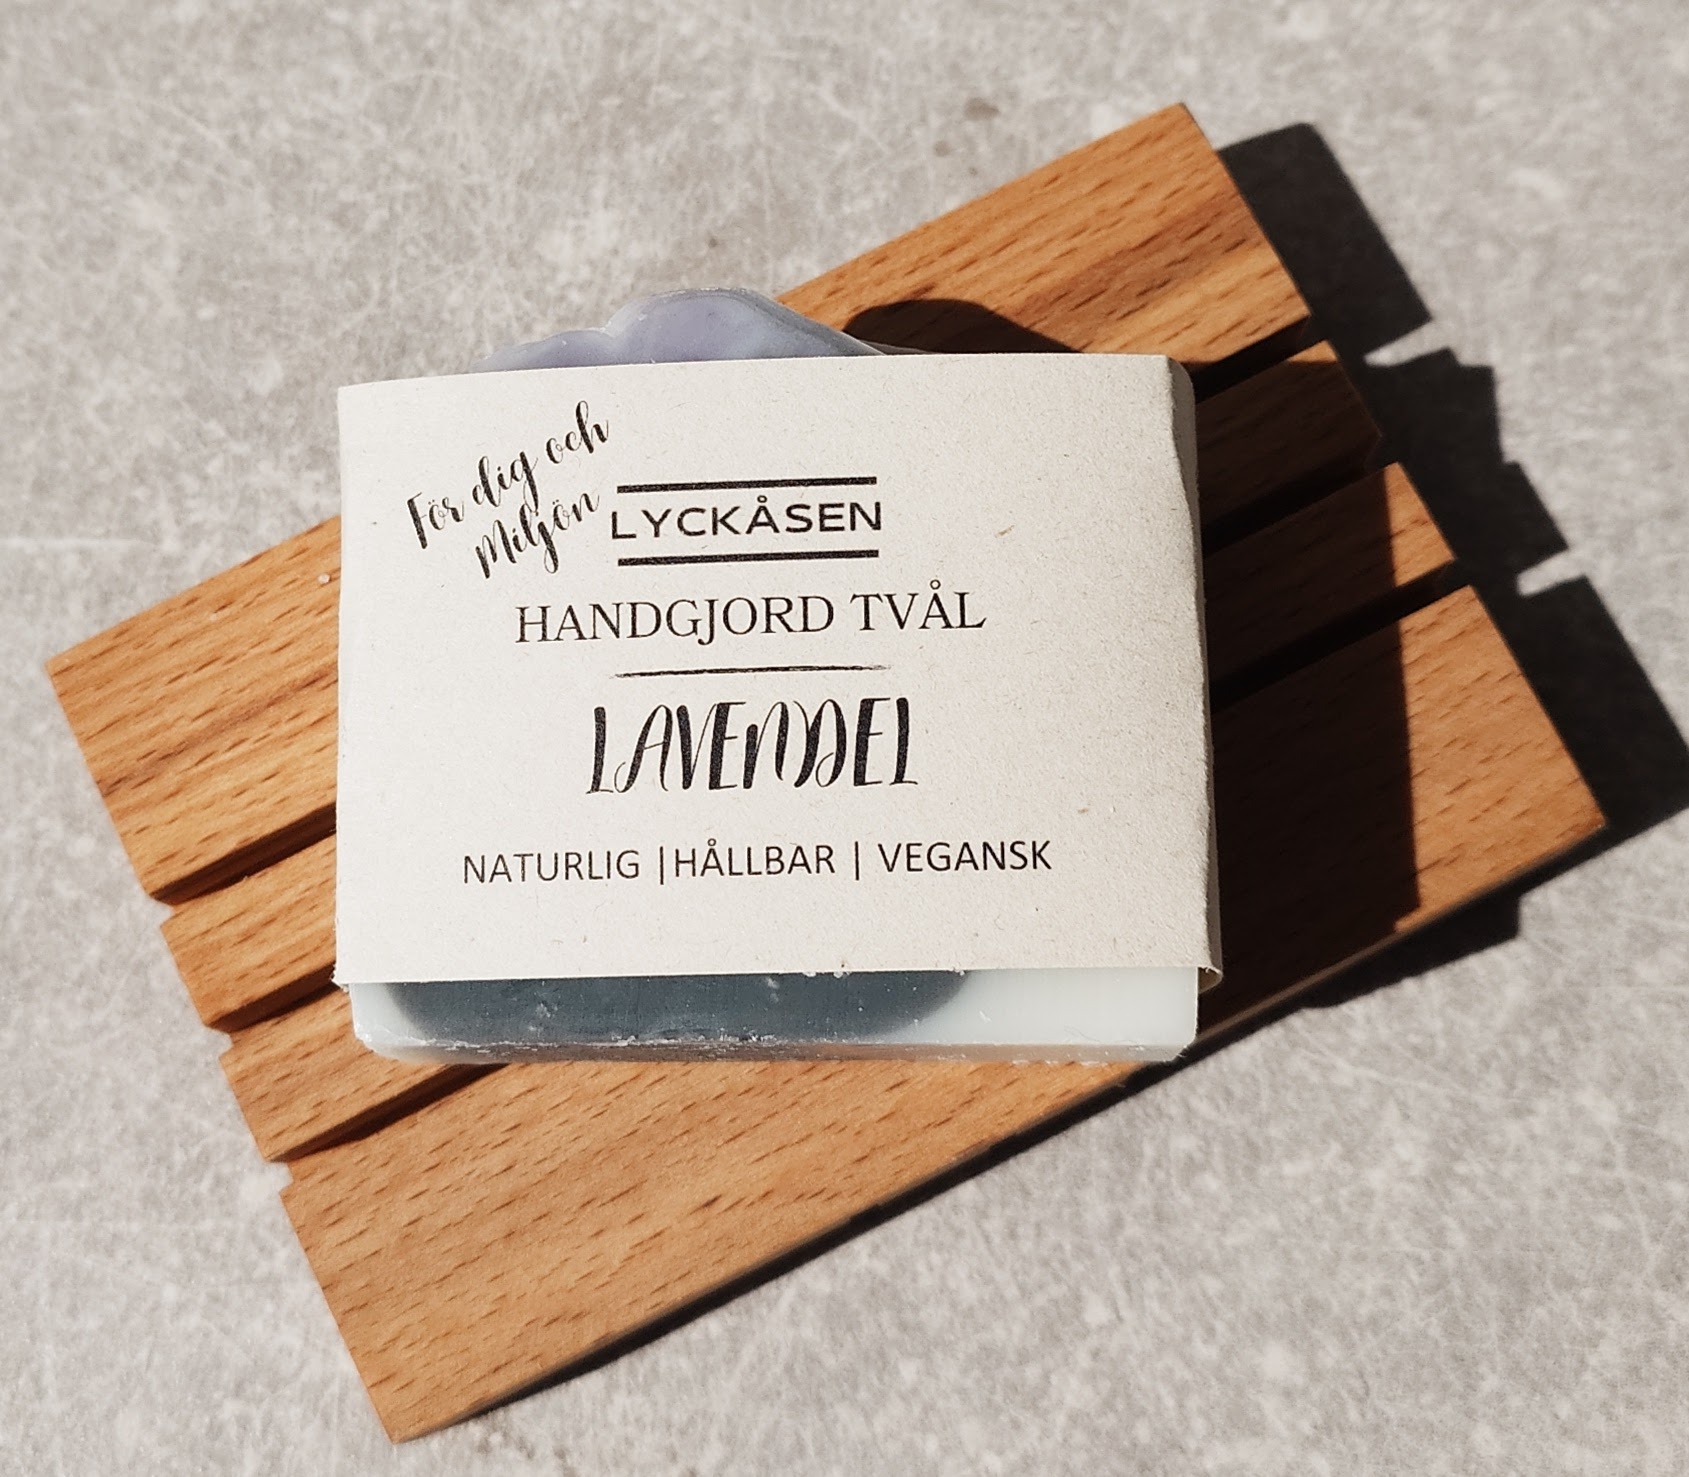 För dig och
Miljön
LYCKÅSEN
HANDGJORD TVÅL
LAVENDEL
NATURLIG | HÅLLBAR | VEGANSK